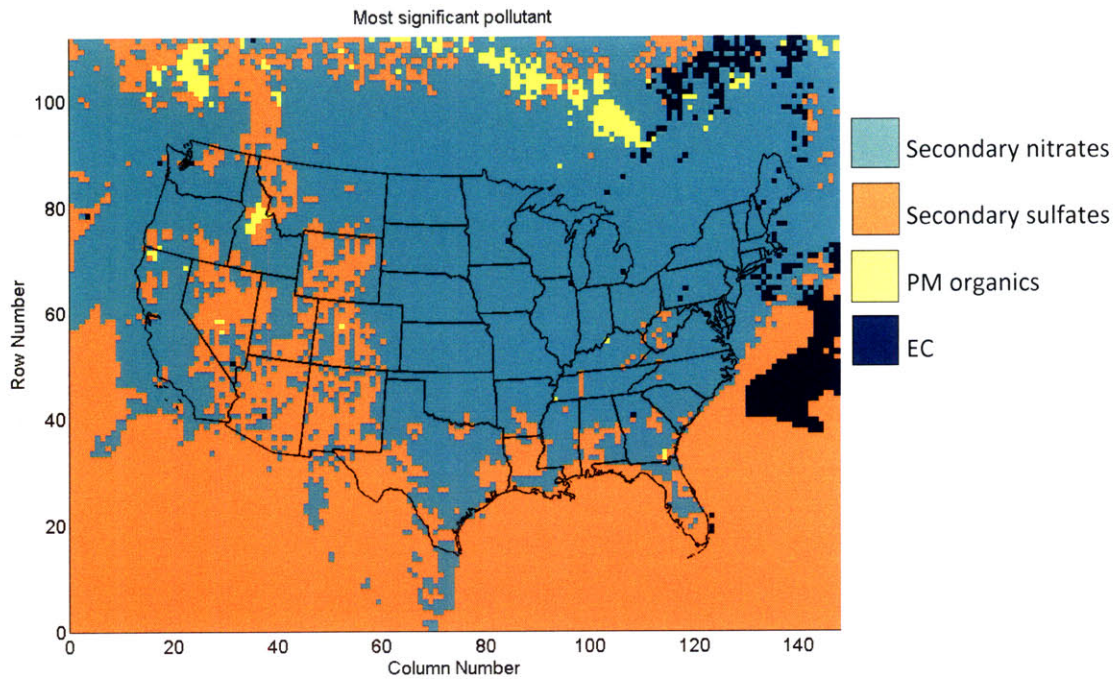 Most significant pollutant
100
80
60
40
20
0
Row Number
0
20
40
60
80
100
120
140
Column Number
Secondary nitrates
Secondary sulfates
PM organics
EC